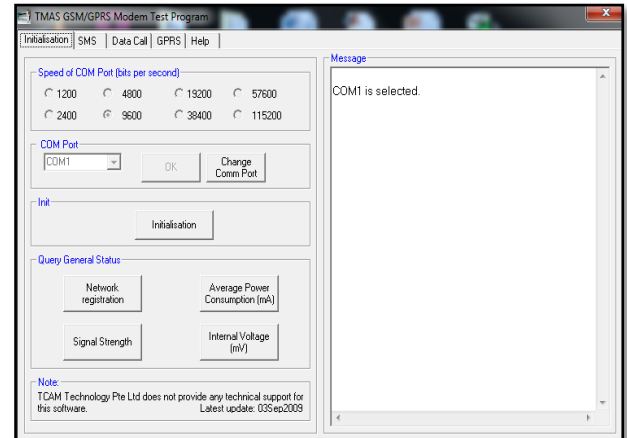 TMAS GSM/GPRS Modem Test Program
Initialisation SMS Data Call GPRS Help
Speed of COM Port (bits per second)
1200 4800 19200 57600
2400 9600 38400 115200
COM Port
COM1 OK Change
Comm Port
Init
Initialisation
Query General Status
Network
registration
Average Power
Consumption (mA)
Signal Strength
Internal Voltage
(mV)
Note:
TCAM Technology Pte Ltd does not provide any technical support for
this software. Latest update: 03Sep2009
Message
COM1 is selected.